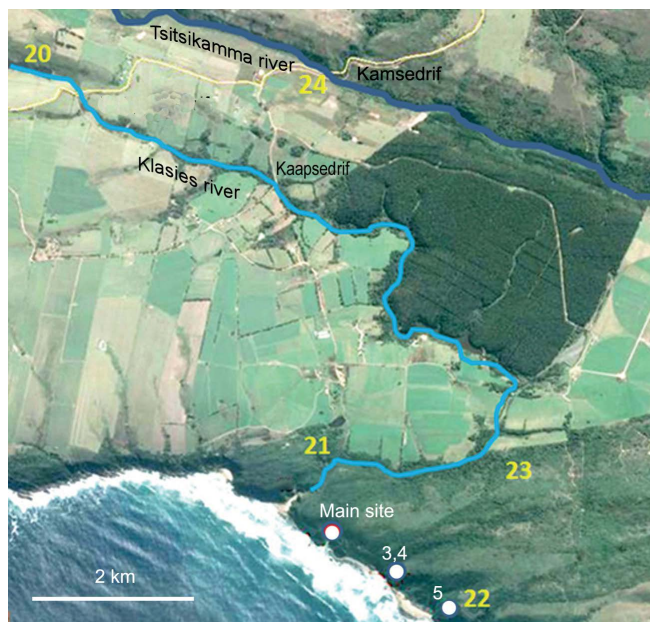 20
Tsitsikamma river
24
Kamsedrif
Klasies river
Kaapsedrif
21
23
Main site
3,4
2 km
5
22